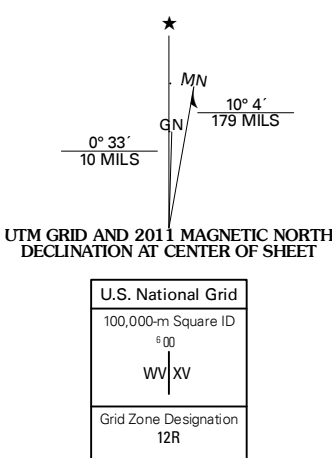 ★
MN
GN
10° 4´
179 MILS
0° 33´
10 MILS
UTM GRID AND 2011 MAGNETIC NORTH
DECLINATION AT CENTER OF SHEET
U.S. National Grid
100,000-m Square ID
6 00
WV XV
Grid Zone Designation
12R